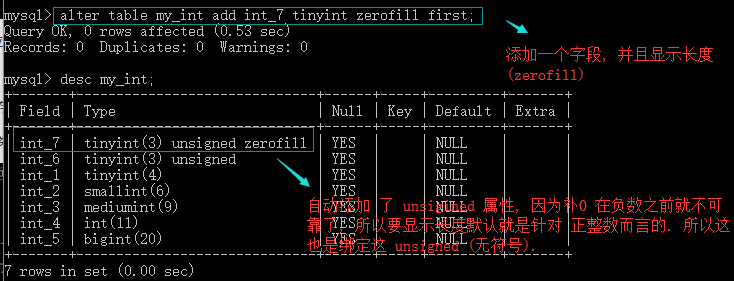 mysql> alter table my_int add int_7 tinyint zerofill first;
Query OK, 0 rows affected (0.53 sec)
Records: 0  Duplicates: 0  Warnings: 0
添加一个字段, 并且显示长度
(zerofill)
mysql> desc my_int;
+-------+------------------------------+------+-----+---------+-------+
| Field | Type                         | Null | Key | Default | Extra |
+-------+------------------------------+------+-----+---------+-------+
| int_7 | tinyint(3) unsigned zerofill | YES  |     | NULL    |       |
| int_6 | tinyint(3) unsigned          | YES  |     | NULL    |       |
| int_1 | tinyint(4)                   | YES  |     | NULL    |       |
| int_2 | smallint(6)                  | YES  |     | NULL    |       |
| int_3 | mediumint(9)                 | YES  |     | NULL    |       |
| int_4 | int(11)                      | YES  |     | NULL    |       |
| int_5 | bigint(20)                   | YES  |     | NULL    |       |
+-------+------------------------------+------+-----+---------+-------+
自动添加 了 unsigned 属性, 因为补0 在负数之前就不可
靠了, 所以要显示长度默认就是针对 正整数而言的. 所以这
也是绑定这 unsigned (无符号).
7 rows in set (0.00 sec)